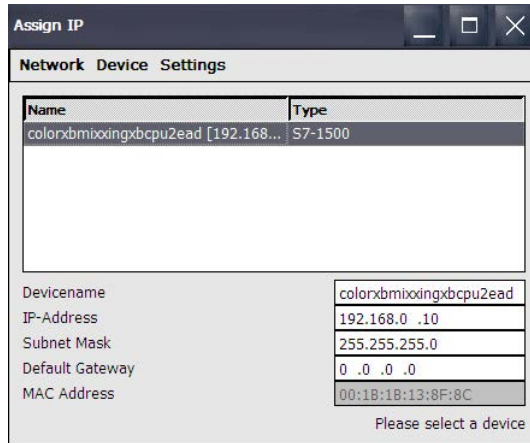 Assign IP
Network Device Settings
Name Type
colorxbmixxingxbcpu2ead [192.168... S7-1500
Devicename colorxbmixxingxbcpu2ead
IP-Address 192.168.0 .10
Subnet Mask 255.255.255.0
Default Gateway 0 .0 .0 .0
MAC Address 00:1B:1B:13:8F:8C
Please select a device